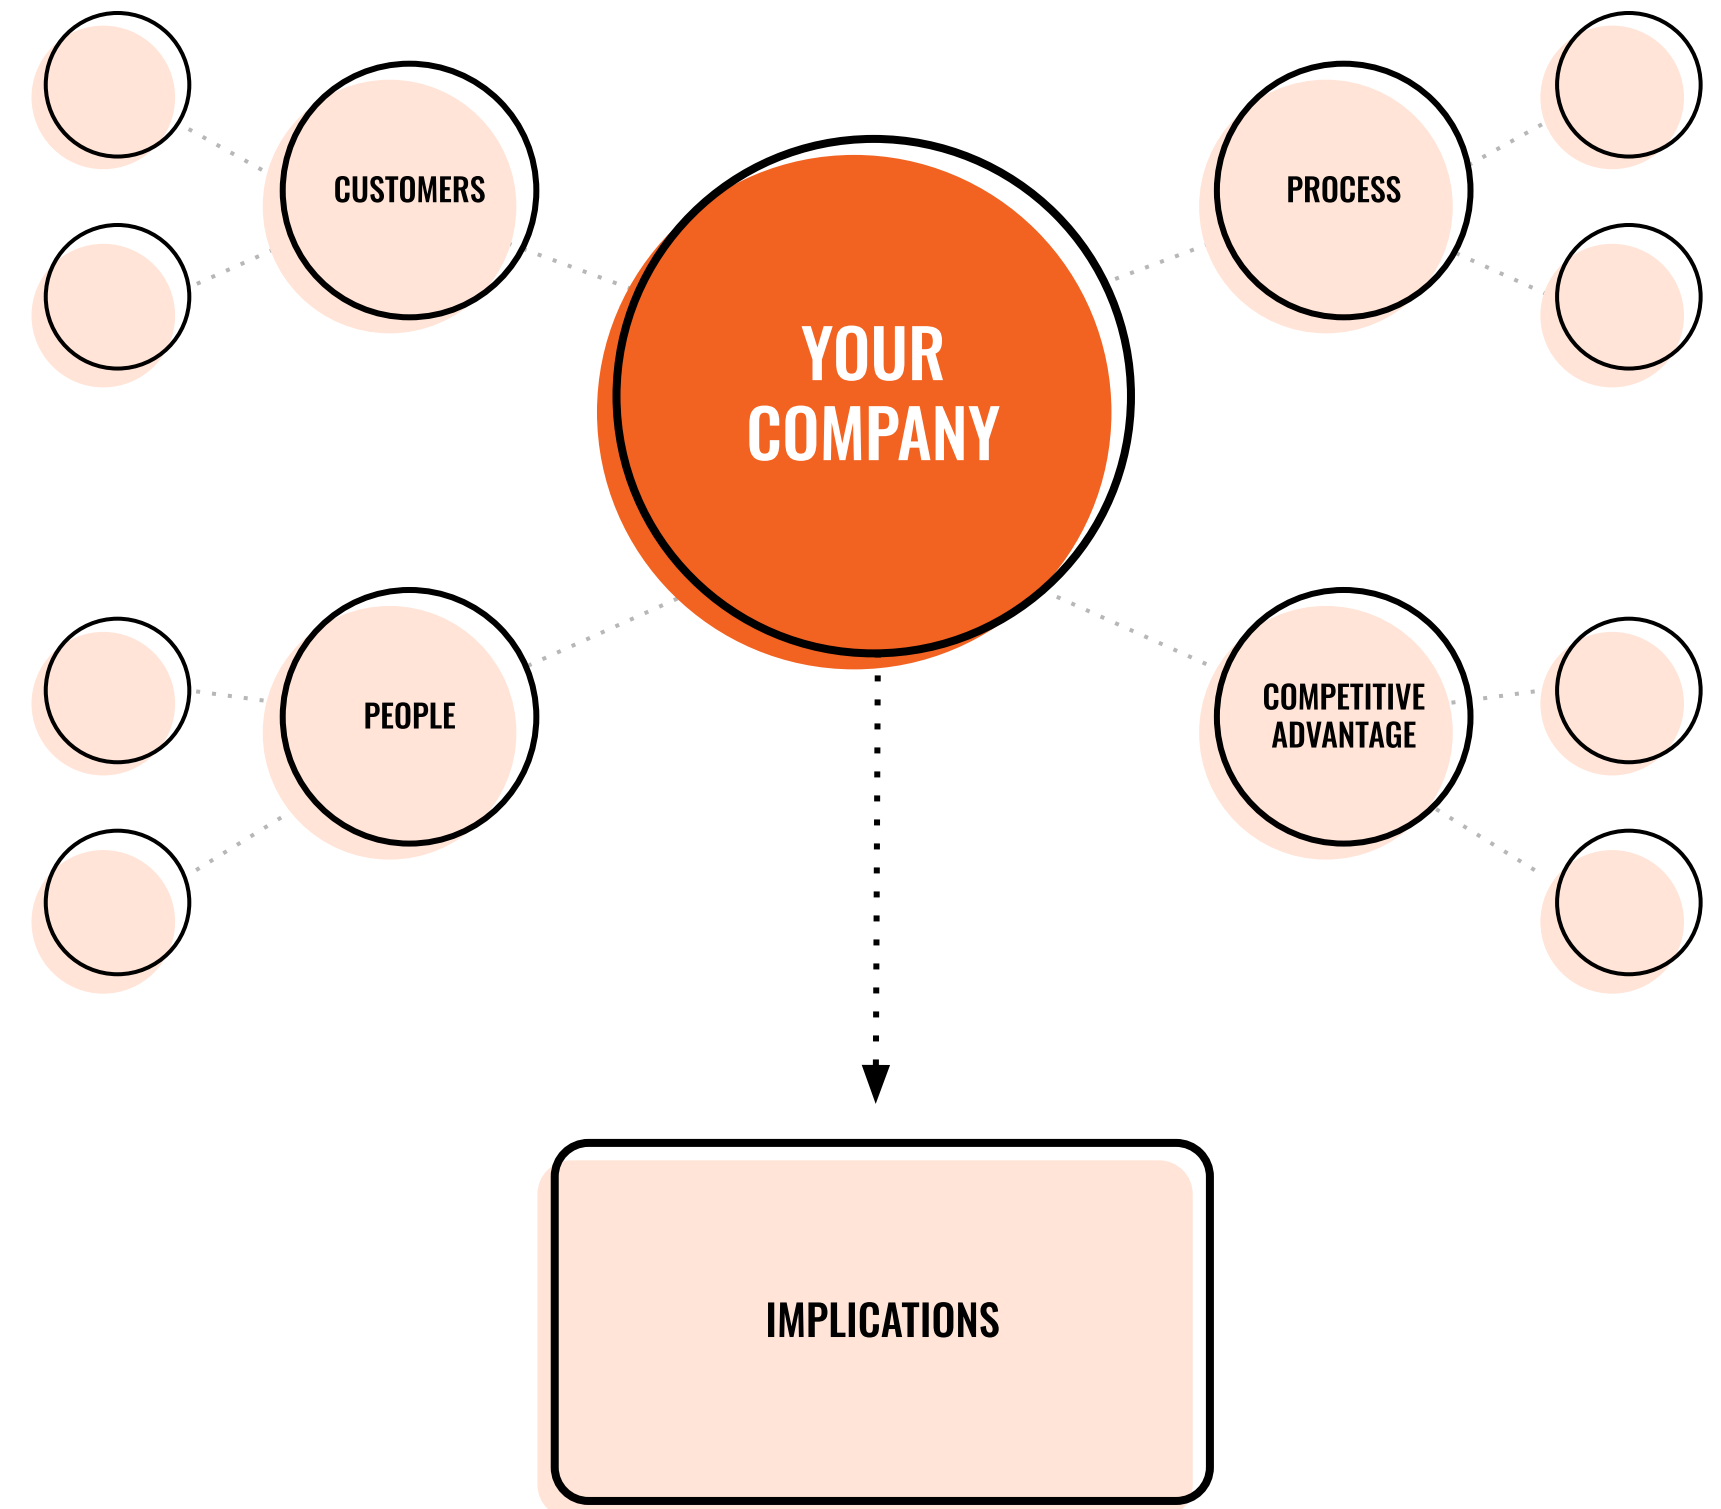 CUSTOMERS
PROCESS
YOUR
COMPANY
PEOPLE
COMPETITIVE
ADVANTAGE
IMPLICATIONS